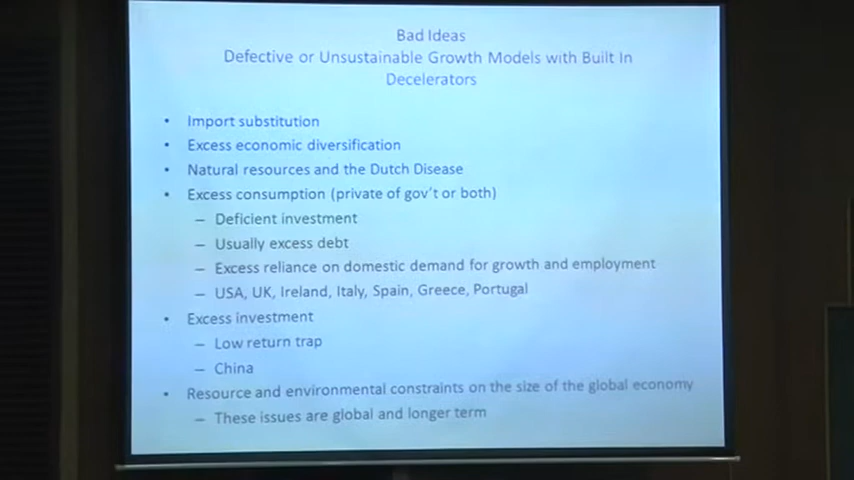 Bad Ideas
Defective or Unsustainable Growth Models with Built In
Decelerators
• Import substitution
• Excess economic diversification
• Natural resources and the Dutch Disease
• Excess consumption (private of gov't or both)
– Deficient investment
– Usually excess debt
– Excess reliance on domestic demand for growth and employment
– USA, UK, Ireland, Italy, Spain, Greece, Portugal
• Excess investment
– Low return trap
– China
• Resource and environmental constraints on the size of the global economy
– These issues are global and longer term